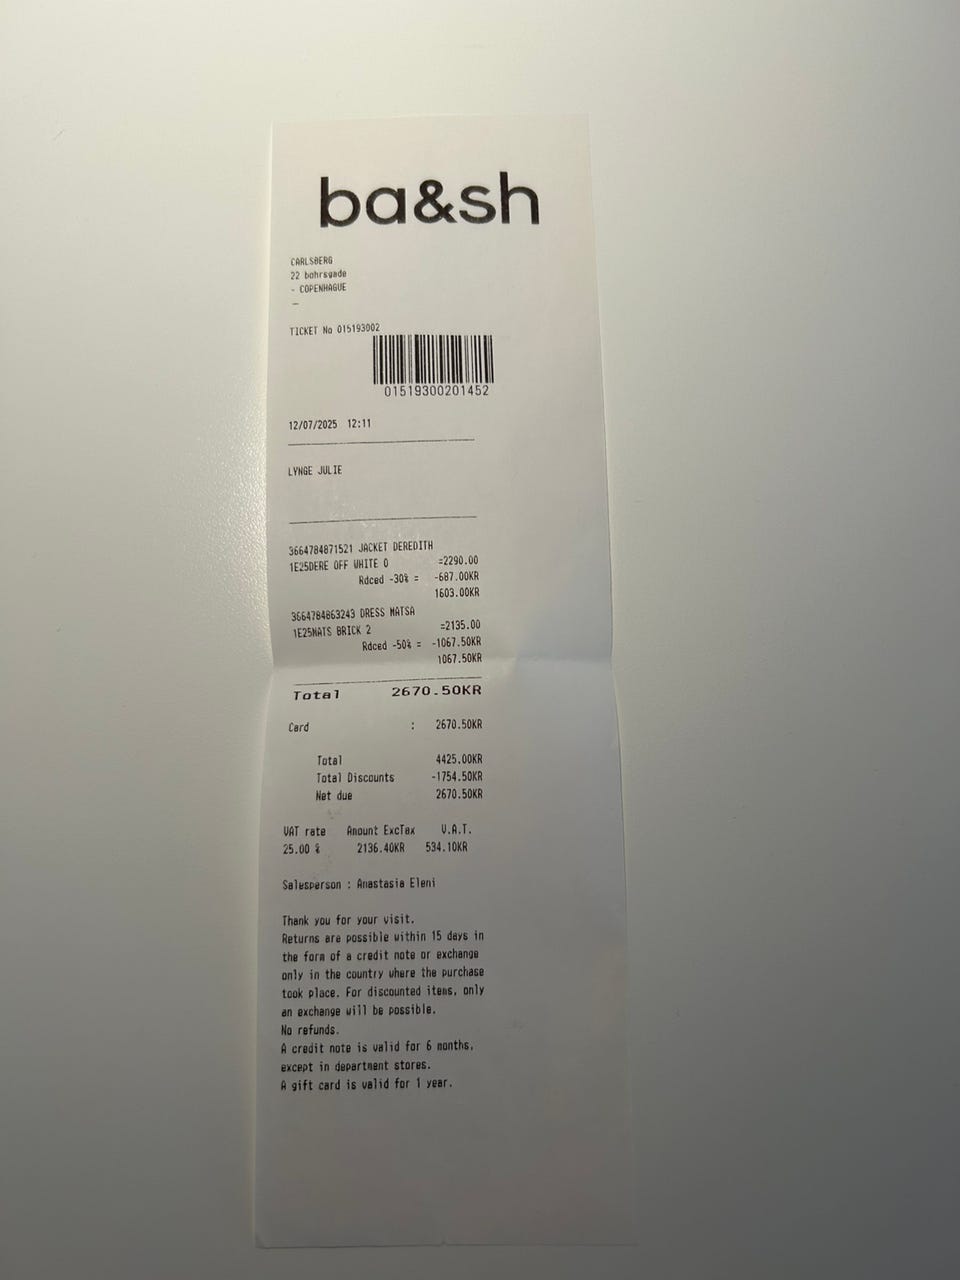 ba&sh
CARLSBERG
22 bohrsgade
- COPENHAGUE
-
TICKET No 015193002
01519300201452
12/07/2025 12:11
LYNGE JULIE
3664784871521 JACKET DEREDITH
1E25DERE OFF WHITE 0 =2290.00
Rdced -30% = -687.00KR
1603.00KR
3664784863243 DRESS MATSA
1E25MATS BRICK 2 =2135.00
Rdced -50% = -1067.50KR
1067.50KR
Total 2670.50KR
Card : 2670.50KR
Total 4425.00KR
Total Discounts -1754.50KR
Net due 2670.50KR
VAT rate Amount ExcTax V.A.T.
25.00 % 2136.40KR 534.10KR
Salesperson : Anastasia Eleni
Thank you for your visit.
Returns are possible within 15 days in
the form of a credit note or exchange
only in the country where the purchase
took place. For discounted items, only
an exchange will be possible.
No refunds.
A credit note is valid for 6 months,
except in department stores.
A gift card is valid for 1 year.